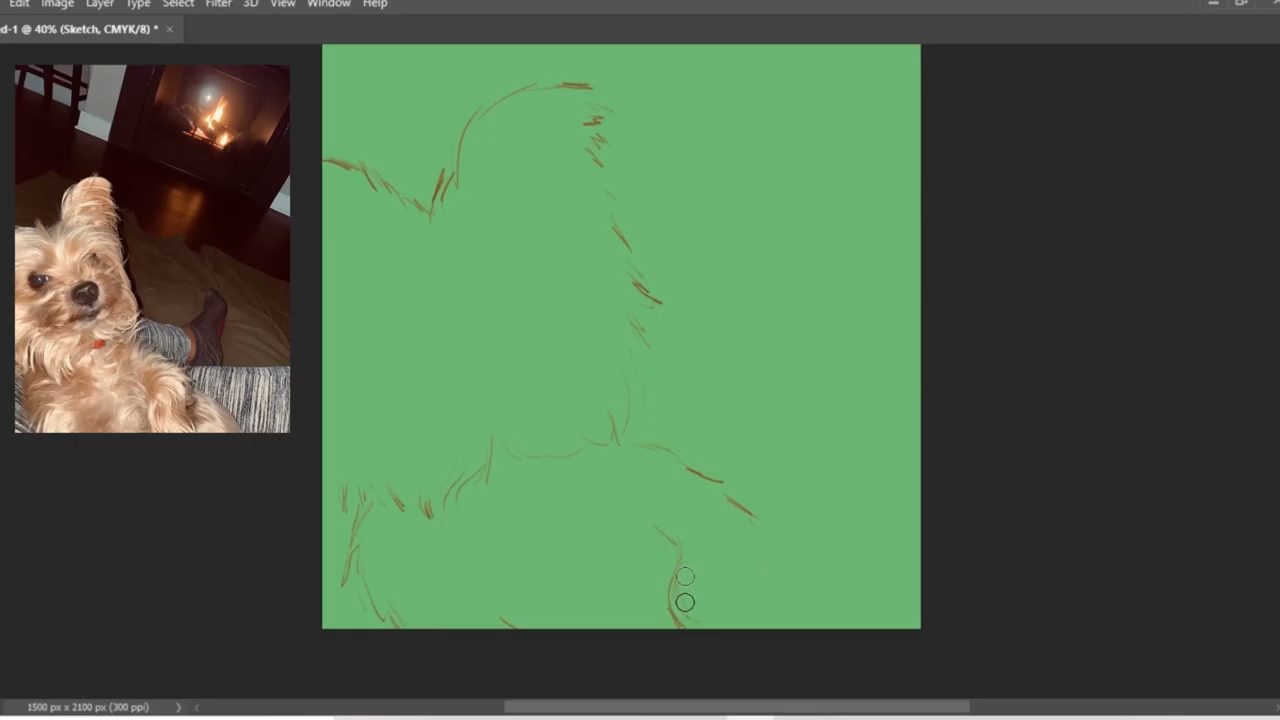 Edit Image Layer Type Select Filter 3D View Window Help
d-1 @ 40% (Sketch, CMYK/8) * ×
1500 px x 2100 px (300 ppi)